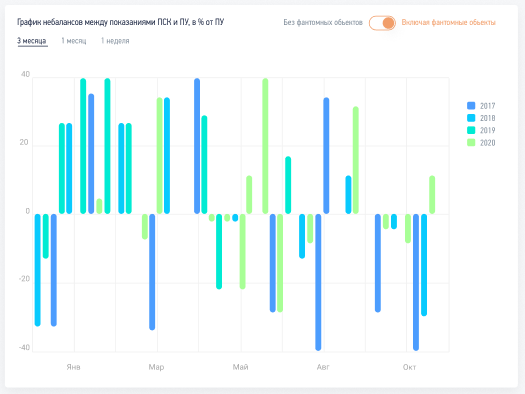 График небалансов между показаниями ПСК и ПУ, в % от ПУ
Без фантомных объектов
Включая фантомные объекты
3 месяца
1 месяц
1 неделя
40
20
0
-20
-40
Янв
Мар
Май
Авг
Окт
2017
2018
2019
2020